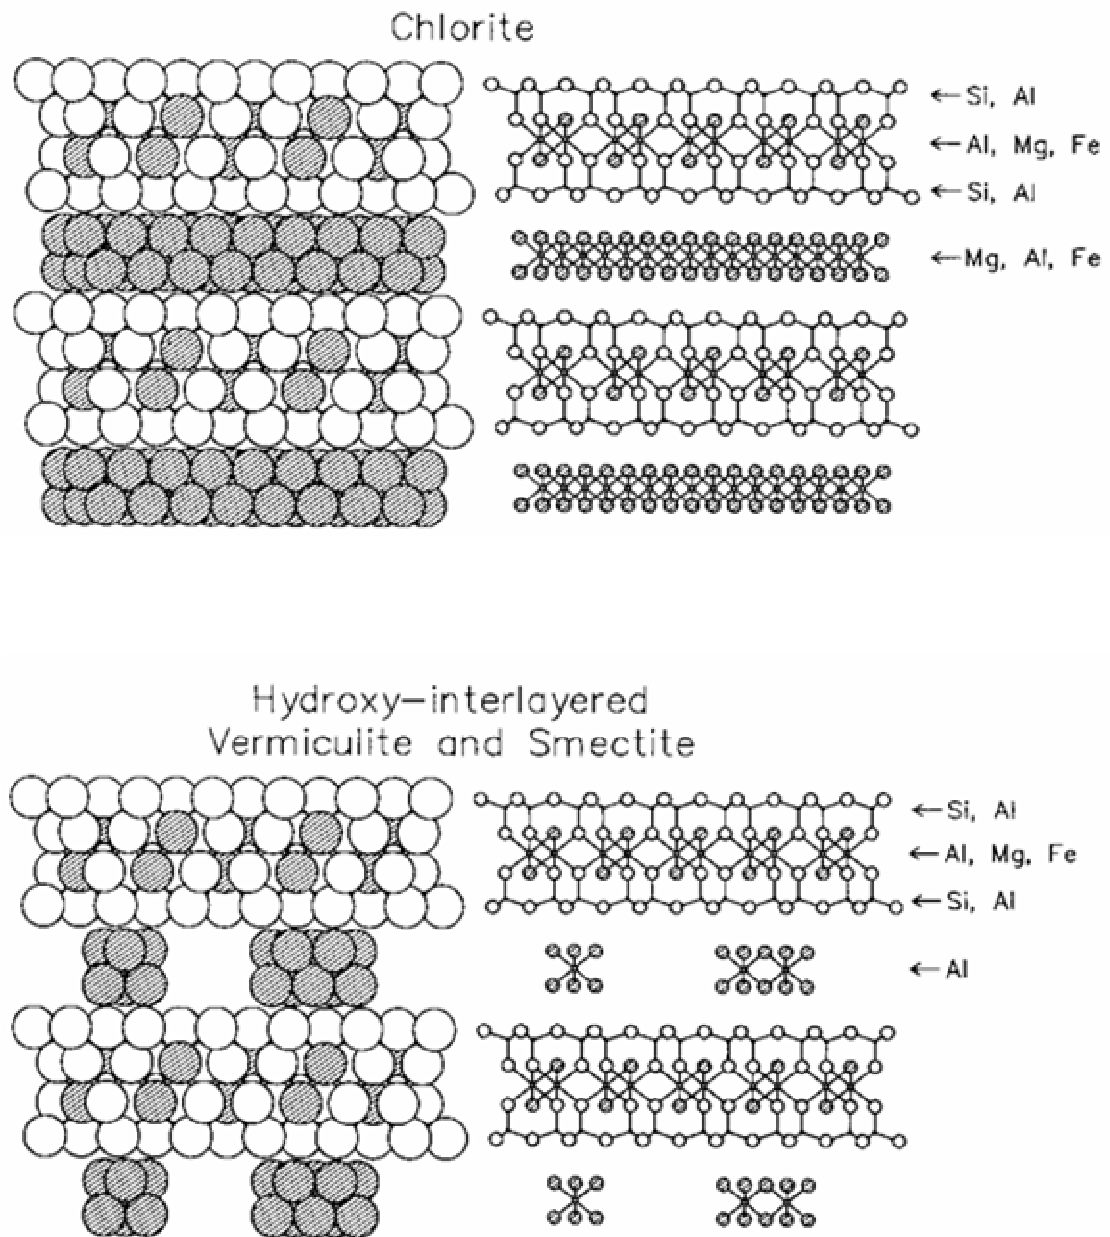 Chlorite
←Si, Al
←Al, Mg, Fe
←Si, Al
←Mg, Al, Fe
Hydroxy-interlayered
Vermiculite and Smectite
←Si, Al
←Al, Mg, Fe
←Si, Al
←Al